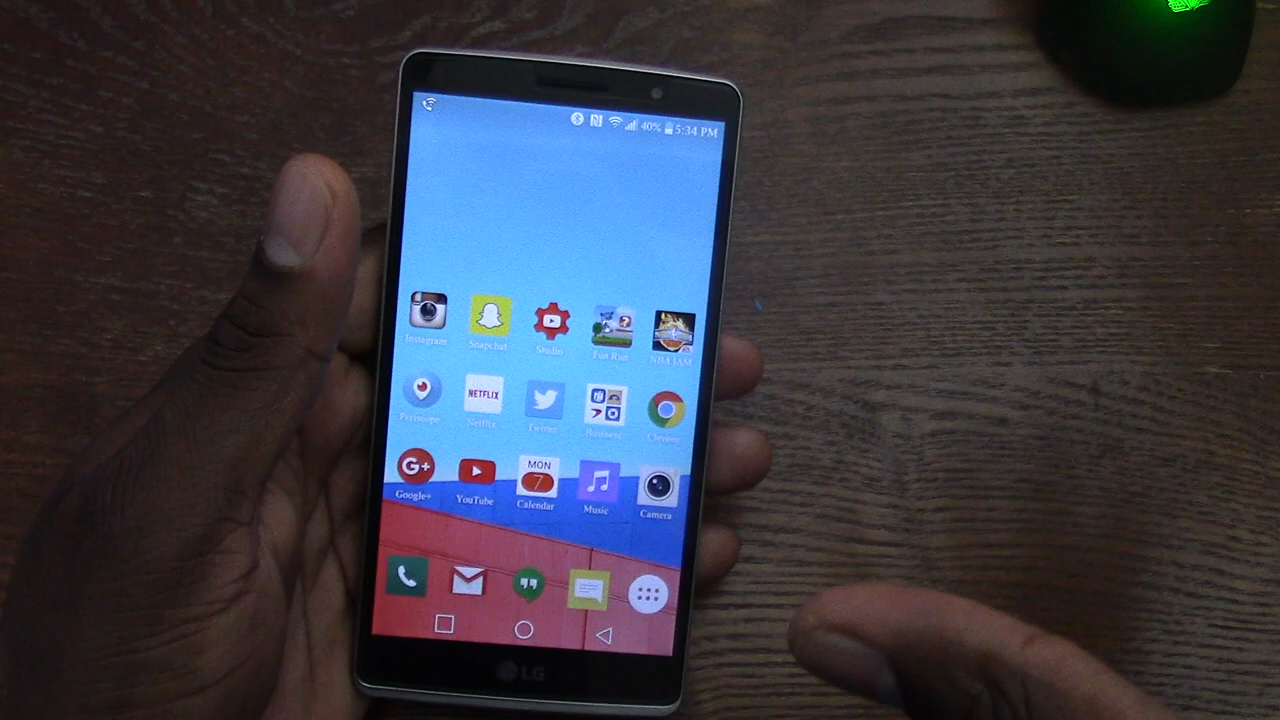 40% 5:34 PM
Instagram Snapchat Studio Fun Run NBA JAM
NETFLIX
Periscope Netflix Twitter Business Chrome
G+ MON
7
Google+ YouTube Calendar Music Camera
LG